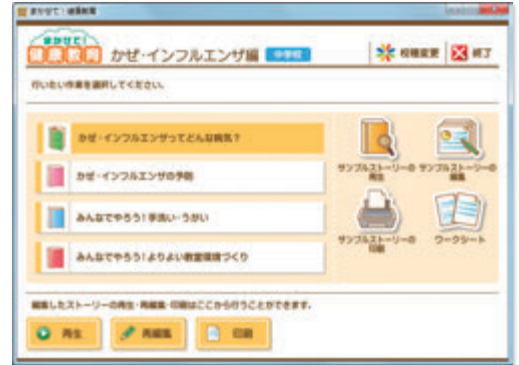 まかせて!健康教育
まかせて!
健康教育 かぜ・インフルエンザ編 中学校
校種変更 終了
行いたい作業を選択してください。
かぜ・インフルエンザってどんな病気?
かぜ・インフルエンザの予防
みんなでやろう!手洗い・うがい
みんなでやろう!よりよい教室環境づくり
サンプルストーリーの
再生
サンプルストーリーの
編集
サンプルストーリーの
印刷
ワークシート
編集したストーリーの再生・再編集・印刷はここから行うことができます。
再生 再編集 印刷